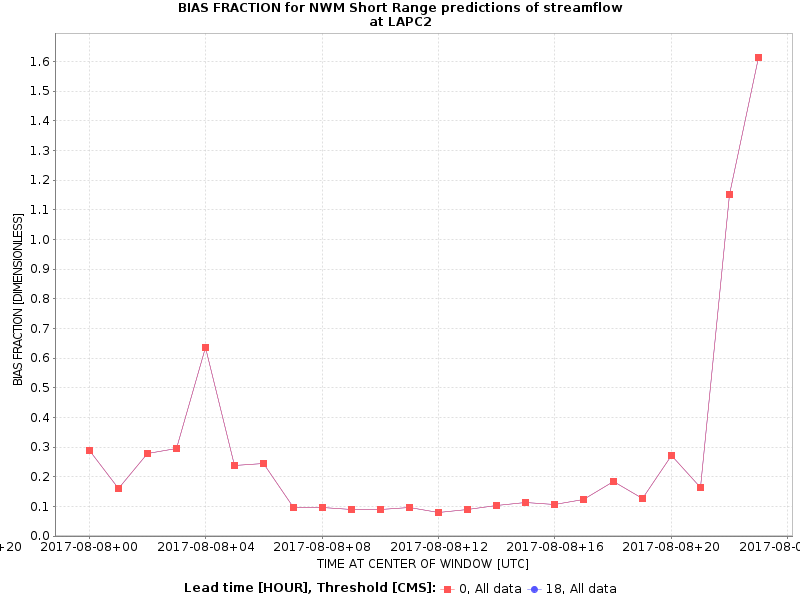 BIAS FRACTION for NWM Short Range predictions of streamflow
at LAPC2
BIAS FRACTION [DIMENSIONLESS]
1.6
1.5
1.4
1.3
1.2
1.1
1.0
0.9
0.8
0.7
0.6
0.5
0.4
0.3
0.2
0.1
0.0
+20 2017-08-08+00 2017-08-08+04 2017-08-08+08 2017-08-08+12 2017-08-08+16 2017-08-08+20 2017-08-0
TIME AT CENTER OF WINDOW [UTC]
Lead time [HOUR], Threshold [CMS]: 0, All data 18, All data